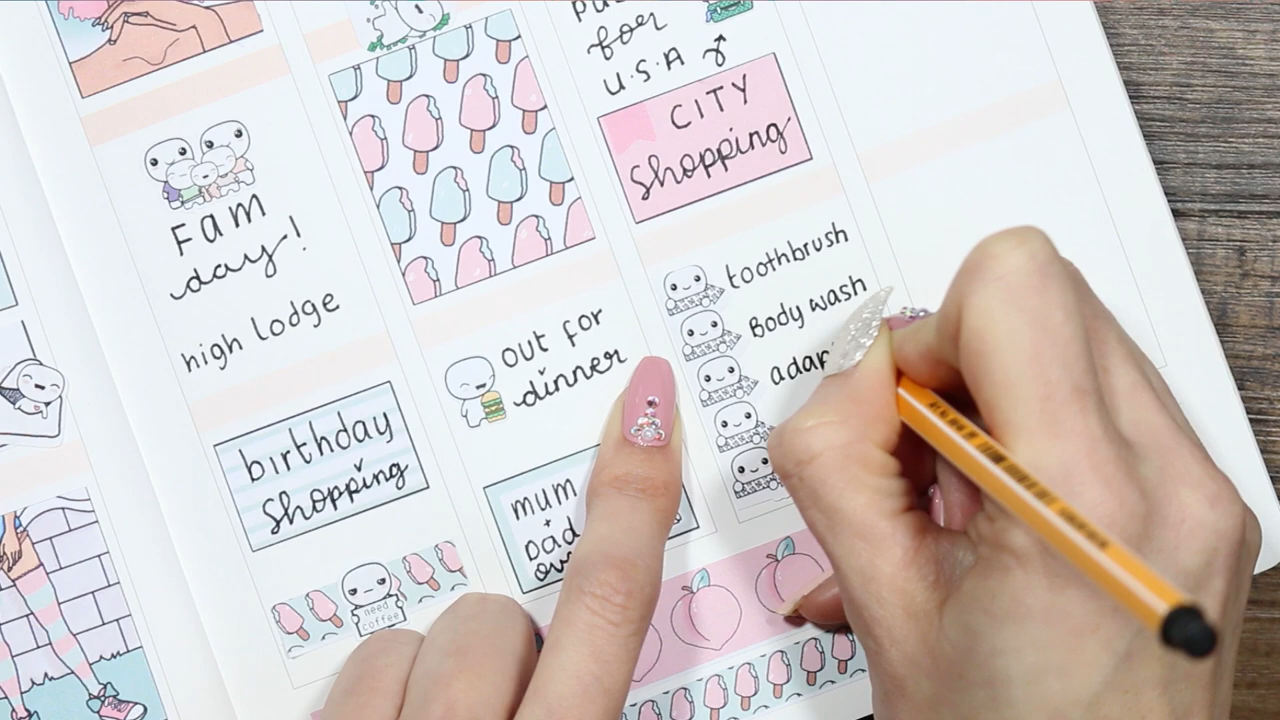 Fam
day!
high lodge
birthday
Shopping
need
coffee
out for
dinner
mum
+
dad
for
U.S.A
CITY
Shopping
toothbrush
Body wash